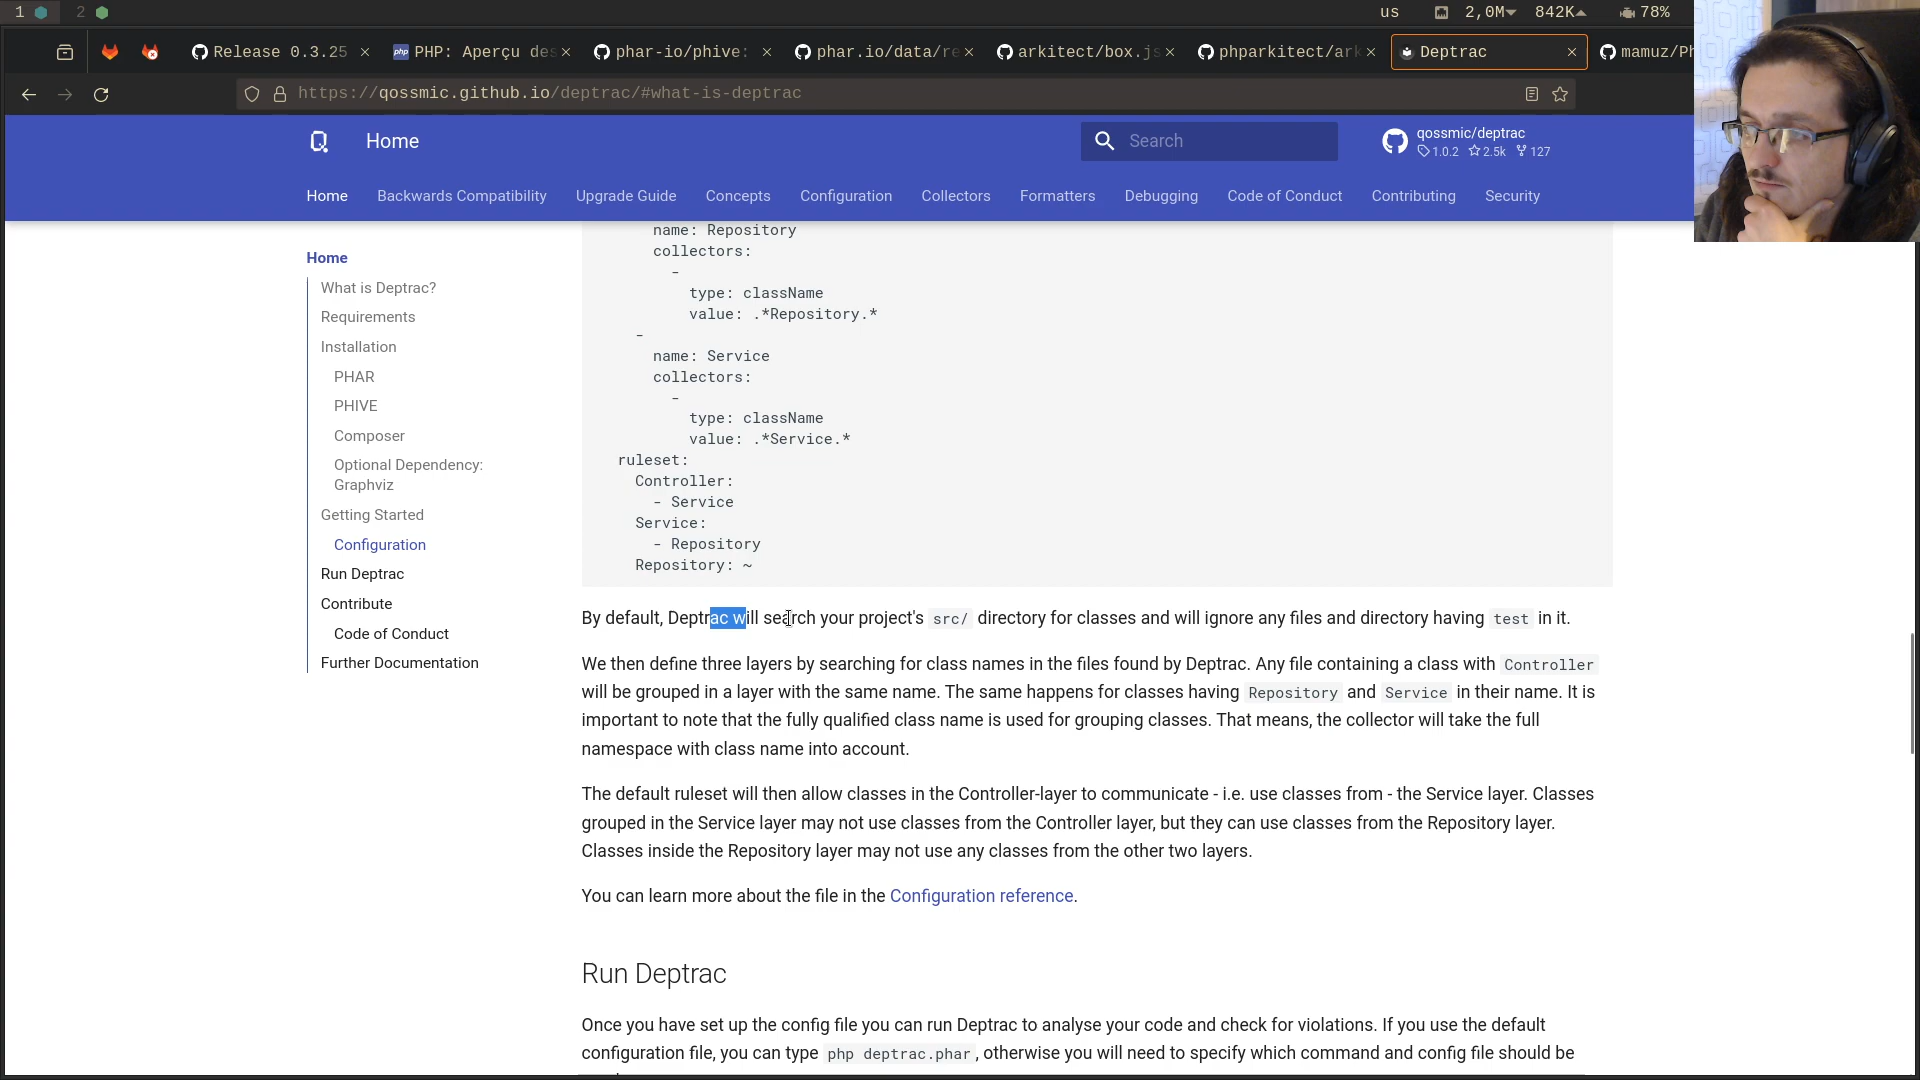 1 2 us 2,0M 842K 78%
Release 0.3.25 PHP: Aperçu des phar-io/phive: phar.io/data/re arkitect/box.js phparkitect/ark Deptrac mamuz/Ph
https://qossmic.github.io/deptrac/#what-is-deptrac
Home
Search
qossmic/deptrac
1.0.2 2.5k 127
Home Backwards Compatibility Upgrade Guide Concepts Configuration Collectors Formatters Debugging Code of Conduct Contributing Security
Home
What is Deptrac?
Requirements
Installation
PHAR
PHIVE
Composer
Optional Dependency:
Graphviz
Getting Started
Configuration
Run Deptrac
Contribute
Code of Conduct
Further Documentation
name: Repository
collectors:
-
type: className
value: .*Repository.*
-
name: Service
collectors:
-
type: className
value: .*Service.*
ruleset:
Controller:
- Service
Service:
- Repository
Repository: ~
By default, Deptrac will search your project's src/ directory for classes and will ignore any files and directory having test in it.
We then define three layers by searching for class names in the files found by Deptrac. Any file containing a class with Controller
will be grouped in a layer with the same name. The same happens for classes having Repository and Service in their name. It is
important to note that the fully qualified class name is used for grouping classes. That means, the collector will take the full
namespace with class name into account.
The default ruleset will then allow classes in the Controller-layer to communicate - i.e. use classes from - the Service layer. Classes
grouped in the Service layer may not use classes from the Controller layer, but they can use classes from the Repository layer.
Classes inside the Repository layer may not use any classes from the other two layers.
You can learn more about the file in the Configuration reference.
Run Deptrac
Once you have set up the config file you can run Deptrac to analyse your code and check for violations. If you use the default
configuration file, you can type php deptrac.phar, otherwise you will need to specify which command and config file should be